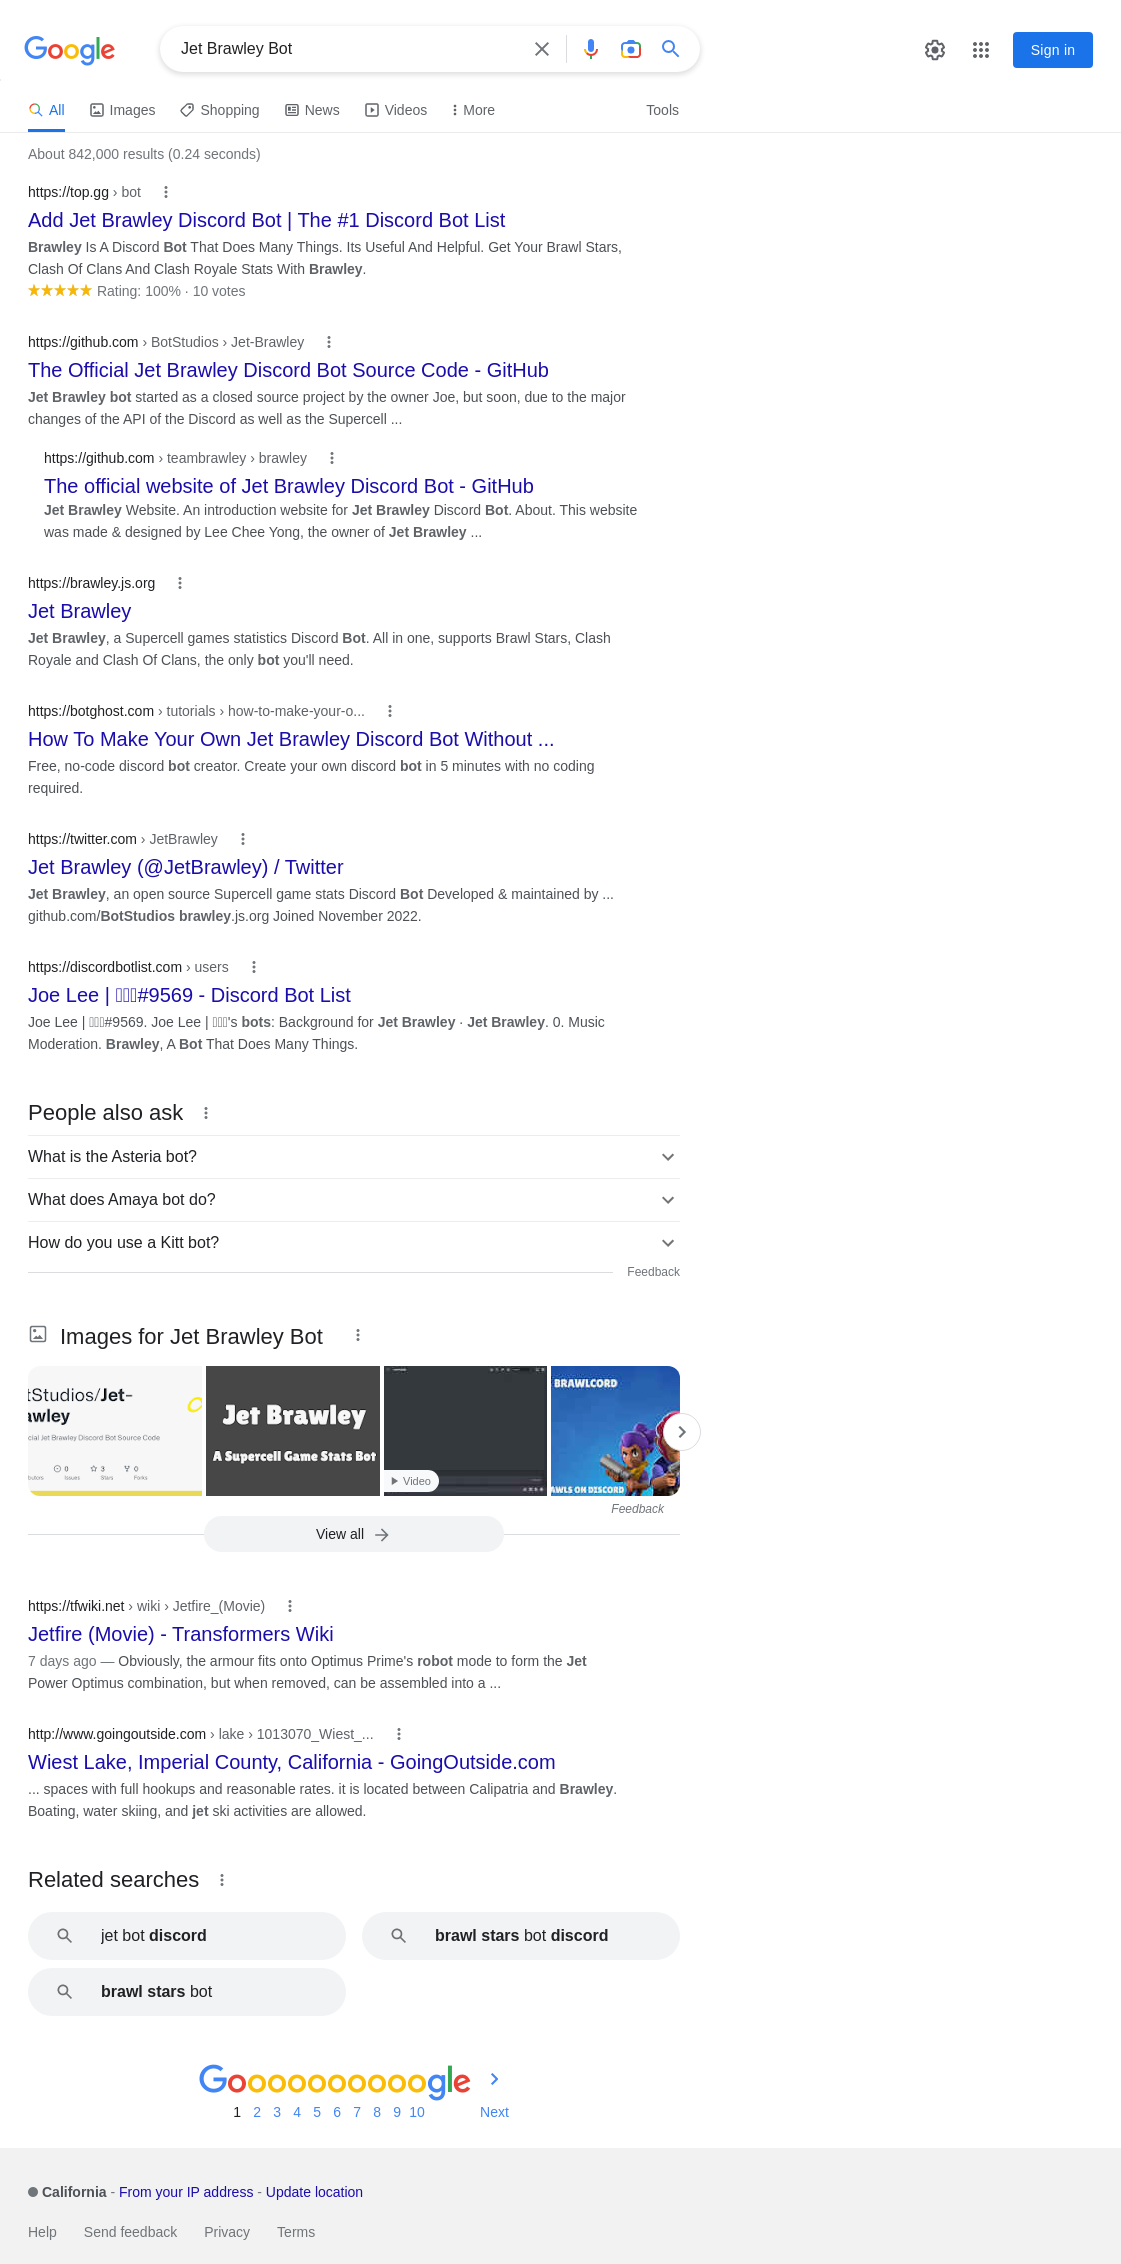 Google
Jet Brawley Bot
Sign in
All
Images
Shopping
News
Videos
More
Tools
About 842,000 results (0.24 seconds)
https://top.gg › bot
Add Jet Brawley Discord Bot | The #1 Discord Bot List
Brawley Is A Discord Bot That Does Many Things. Its Useful And Helpful. Get Your Brawl Stars,
Clash Of Clans And Clash Royale Stats With Brawley.
Rating: 100% · 10 votes
https://github.com › BotStudios › Jet-Brawley
The Official Jet Brawley Discord Bot Source Code - GitHub
Jet Brawley bot started as a closed source project by the owner Joe, but soon, due to the major
changes of the API of the Discord as well as the Supercell ...
https://github.com › teambrawley › brawley
The official website of Jet Brawley Discord Bot - GitHub
Jet Brawley Website. An introduction website for Jet Brawley Discord Bot. About. This website
was made & designed by Lee Chee Yong, the owner of Jet Brawley ...
https://brawley.js.org
Jet Brawley
Jet Brawley, a Supercell games statistics Discord Bot. All in one, supports Brawl Stars, Clash
Royale and Clash Of Clans, the only bot you'll need.
https://botghost.com › tutorials › how-to-make-your-o...
How To Make Your Own Jet Brawley Discord Bot Without ...
Free, no-code discord bot creator. Create your own discord bot in 5 minutes with no coding
required.
https://twitter.com › JetBrawley
Jet Brawley (@JetBrawley) / Twitter
Jet Brawley, an open source Supercell game stats Discord Bot Developed & maintained by ...
github.com/BotStudios brawley.js.org Joined November 2022.
https://discordbotlist.com › users
Joe Lee | #9569 - Discord Bot List
Joe Lee | #9569. Joe Lee | 's bots: Background for Jet Brawley · Jet Brawley. 0. Music
Moderation. Brawley, A Bot That Does Many Things.
People also ask
What is the Asteria bot?
What does Amaya bot do?
How do you use a Kitt bot?
Feedback
Images for Jet Brawley Bot
tStudios/Jet-
awley
cial Jet Brawley Discord Bot Source Code
0
0
3
0
butors
Issues
Stars
Forks
Jet Brawley
A Supercell Game Stats Bot
Video
BRAWLCORD
AWLS ON DISCORD
Feedback
View all
https://tfwiki.net › wiki › Jetfire_(Movie)
Jetfire (Movie) - Transformers Wiki
7 days ago — Obviously, the armour fits onto Optimus Prime's robot mode to form the Jet
Power Optimus combination, but when removed, can be assembled into a ...
http://www.goingoutside.com › lake › 1013070_Wiest_...
Wiest Lake, Imperial County, California - GoingOutside.com
... spaces with full hookups and reasonable rates. it is located between Calipatria and Brawley.
Boating, water skiing, and jet ski activities are allowed.
Related searches
jet bot discord
brawl stars bot discord
brawl stars bot
Goooooooooogle
1 2 3 4 5 6 7 8 9 10 Next
California - From your IP address - Update location
Help
Send feedback
Privacy
Terms